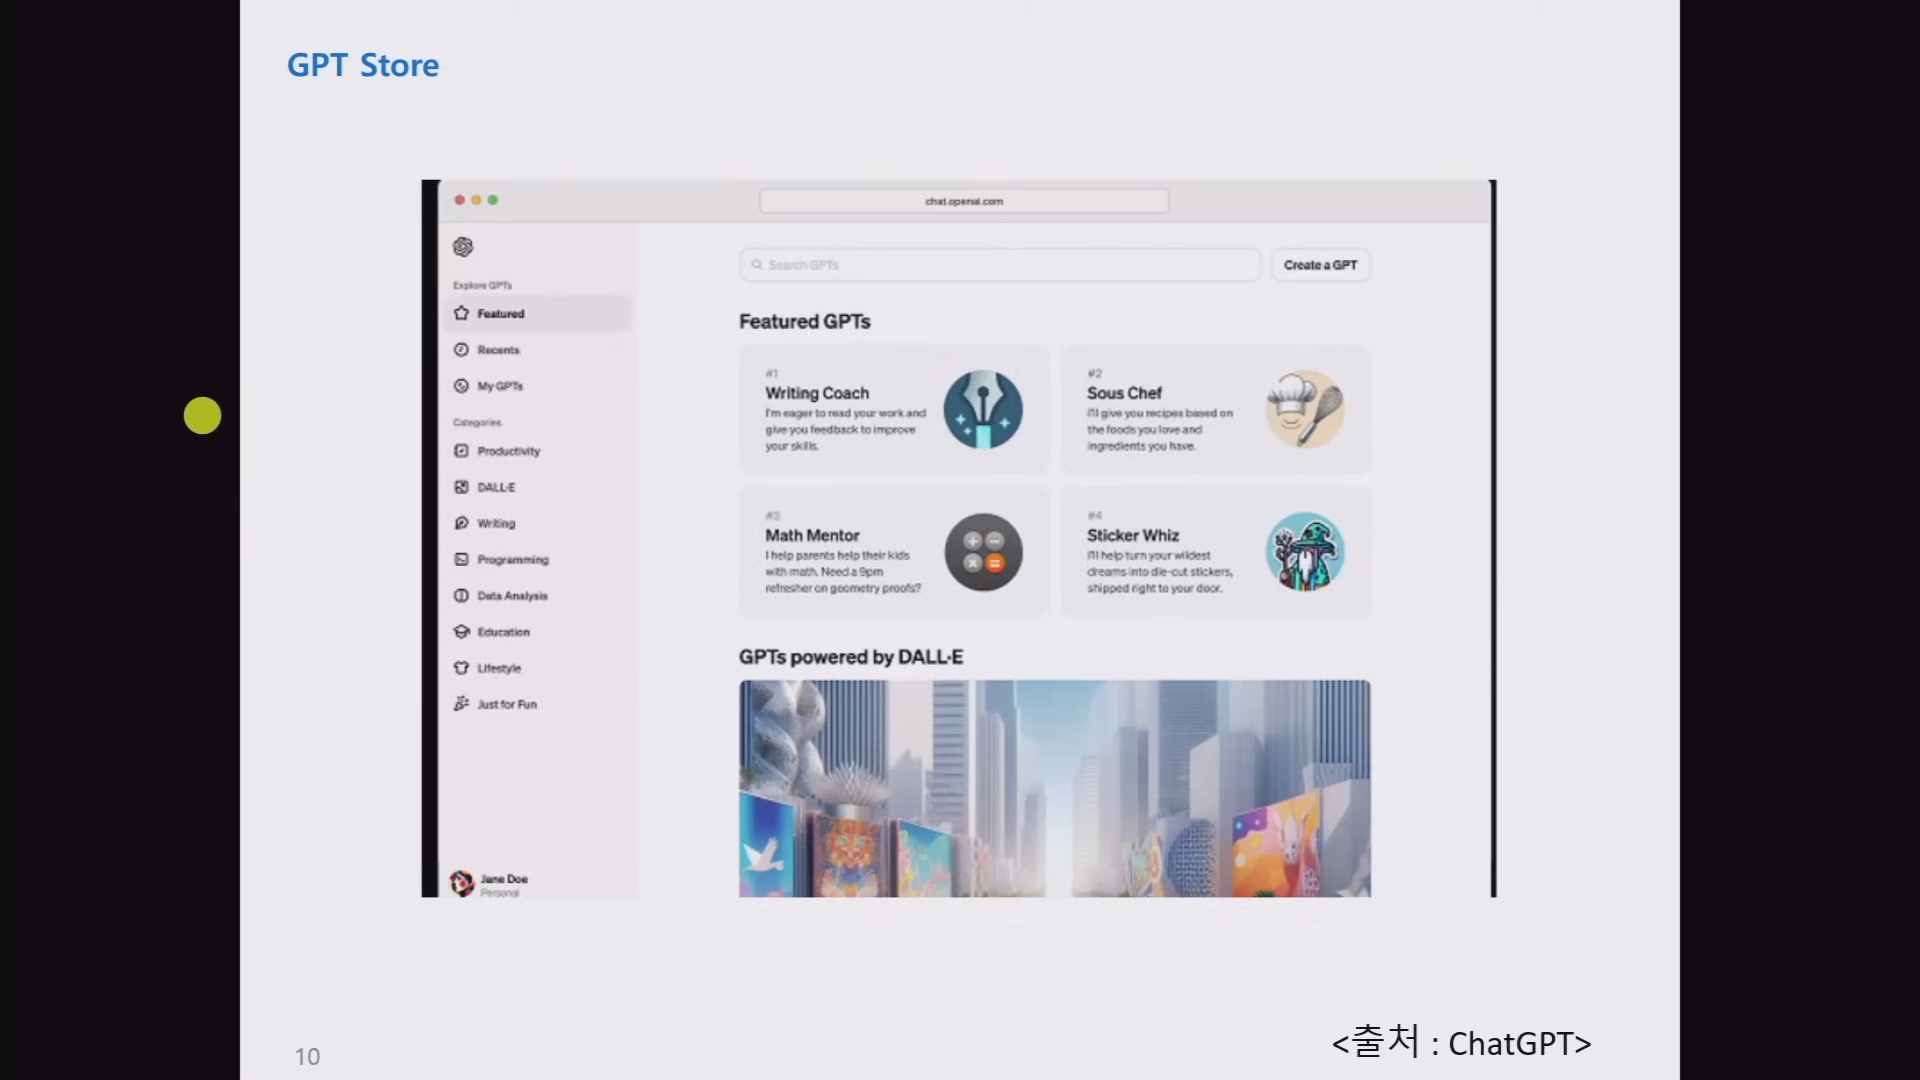 GPT Store
chat.openai.com
Search GPTs
Create a GPT
Explore GPTs
Featured
Recents
My GPTs
Categories
Productivity
DALL·E
Writing
Programming
Data Analysis
Education
Lifestyle
Just for Fun
Jane Doe
Personal
Featured GPTs
#1
Writing Coach
I'm eager to read your work and
give you feedback to improve
your skills.
#2
Sous Chef
I'll give you recipes based on
the foods you love and
ingredients you have.
#3
Math Mentor
I help parents help their kids
with math. Need a 9pm
refresher on geometry proofs?
#4
Sticker Whiz
I'll help turn your wildest
dreams into die-cut stickers,
shipped right to your door.
GPTs powered by DALL·E
10
<출처 : ChatGPT>